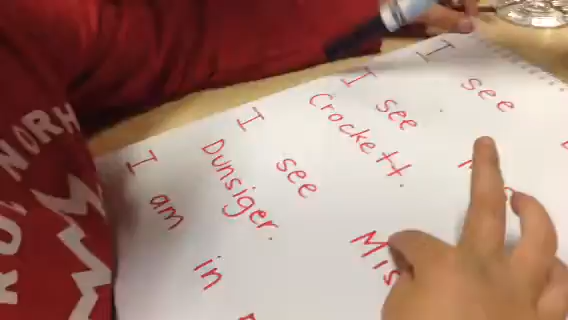 I see
I see
Crockett.
I see Mis
Dunsiger.
I am in